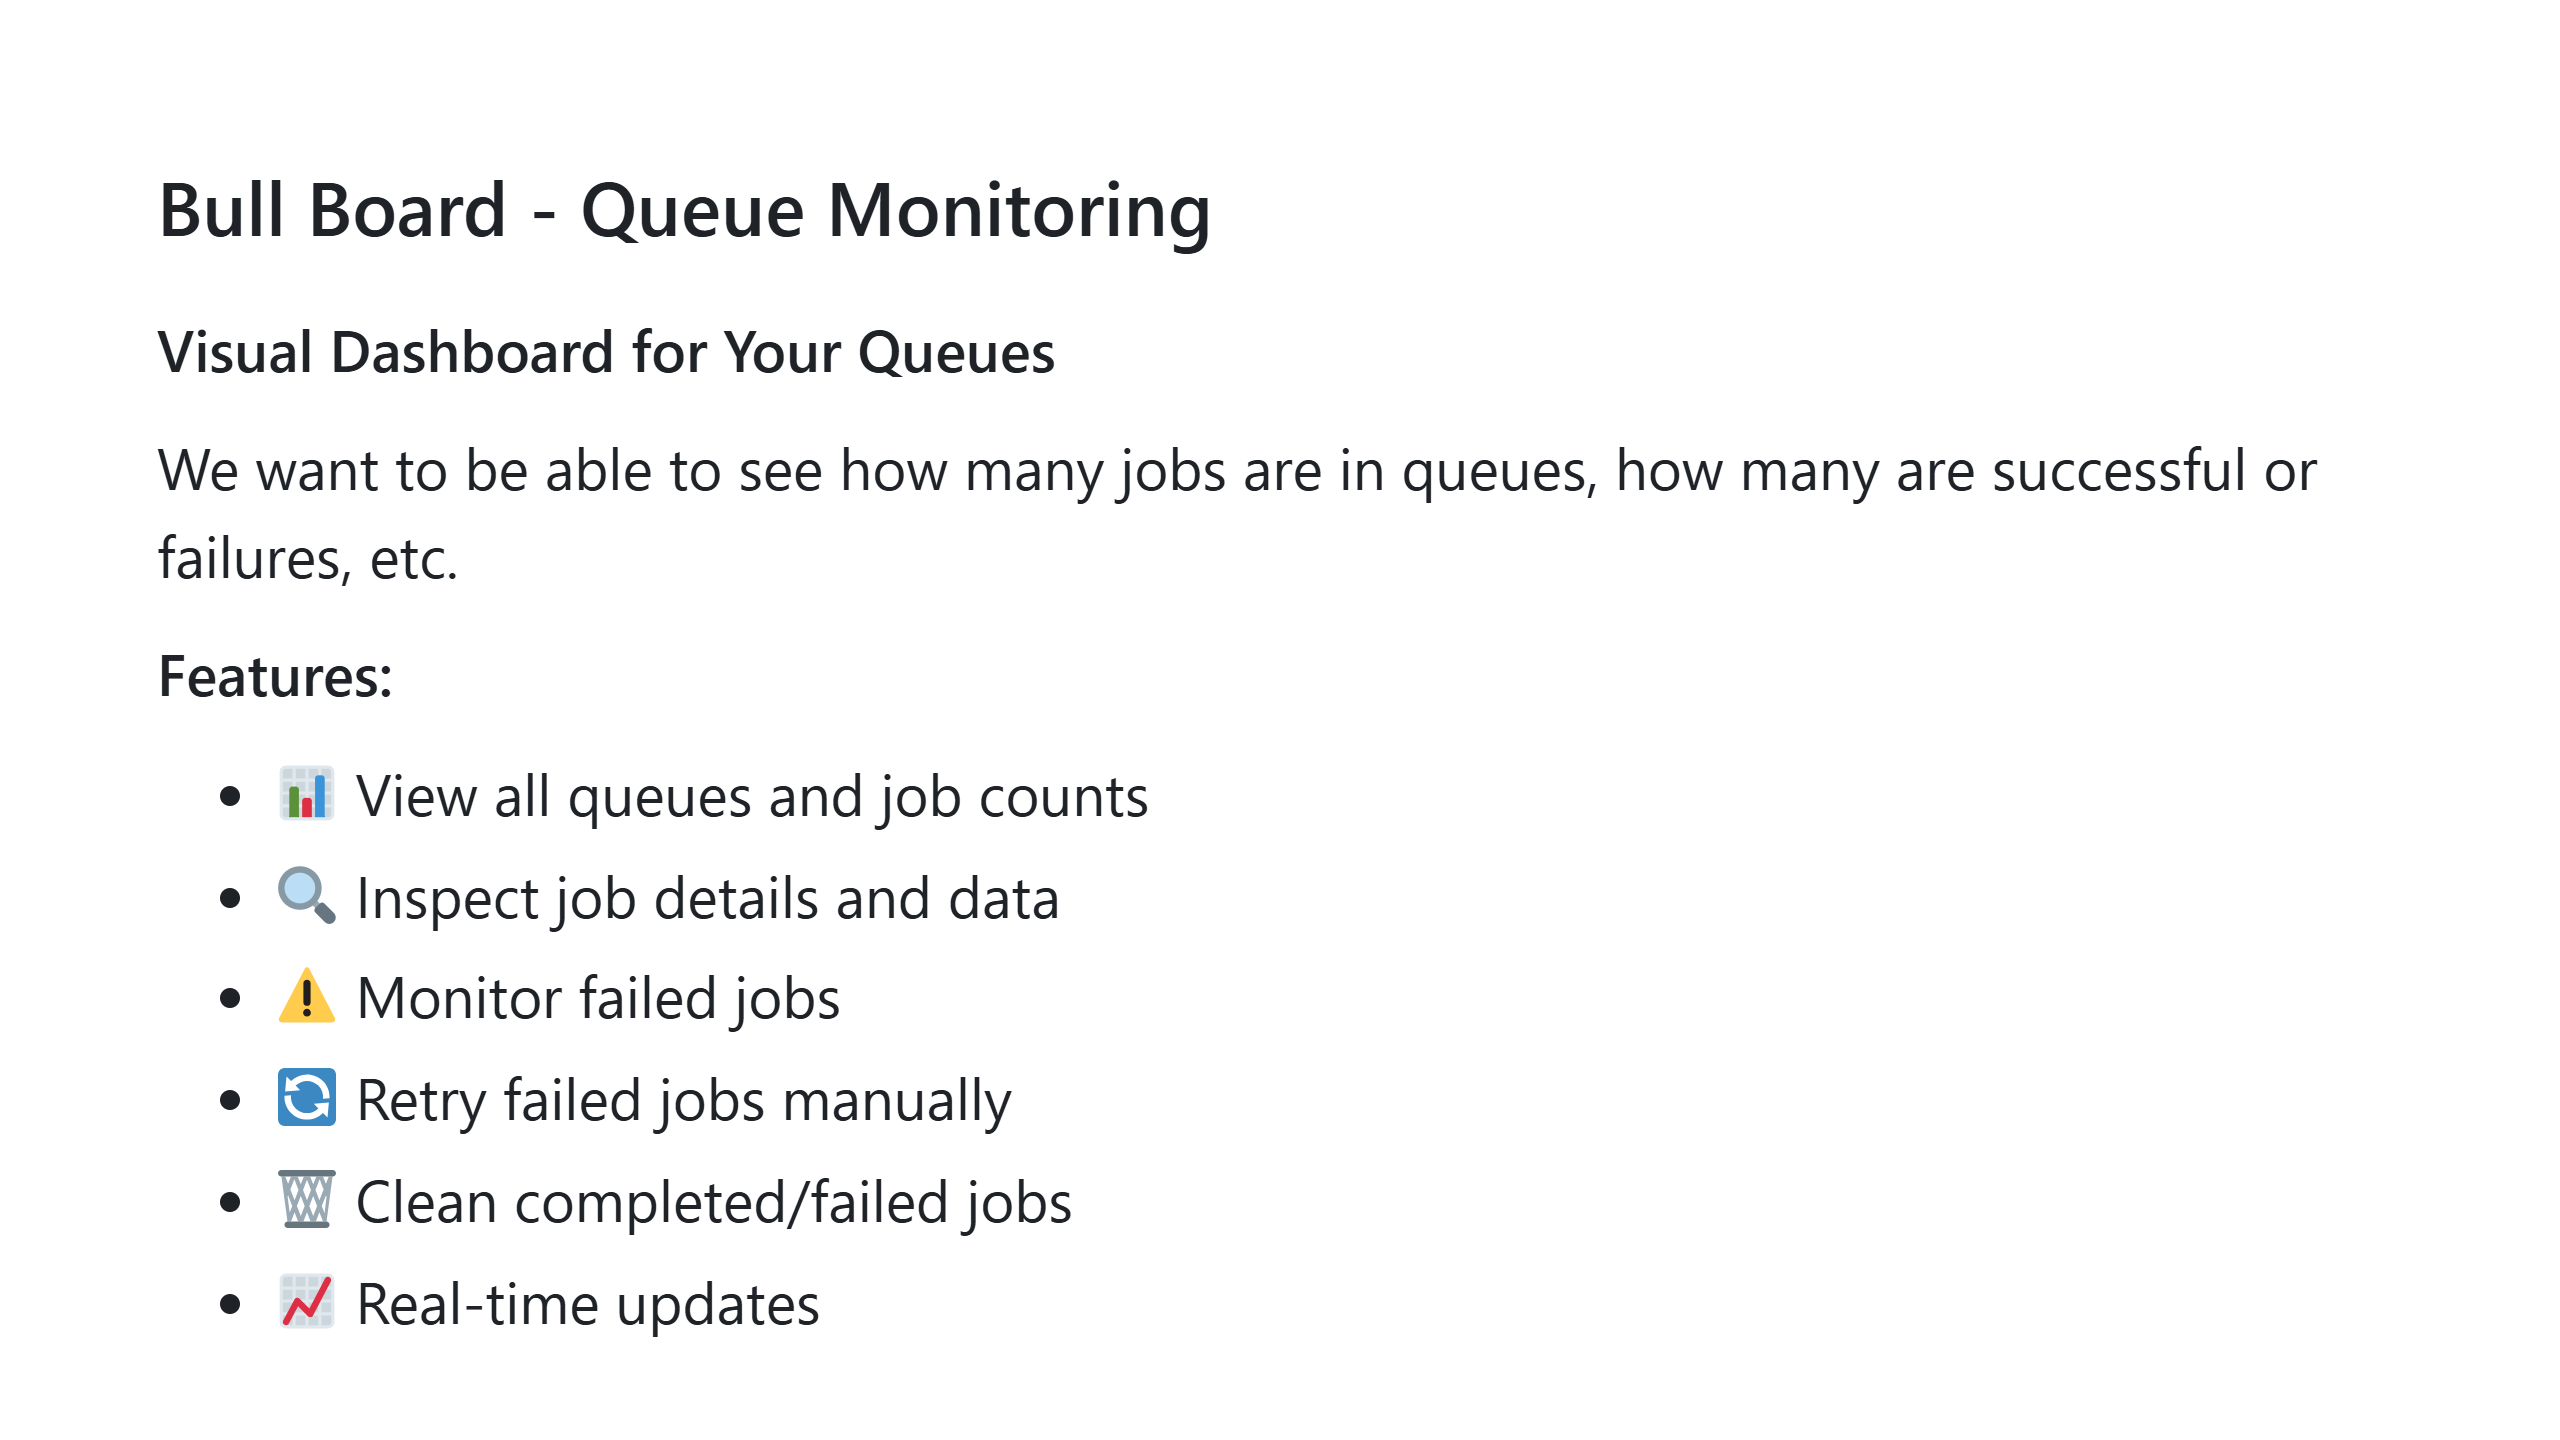 Bull Board - Queue Monitoring
Visual Dashboard for Your Queues
We want to be able to see how many jobs are in queues, how many are successful or
failures, etc.
Features:
• 📊 View all queues and job counts
• 🔍 Inspect job details and data
• ⚠️ Monitor failed jobs
• 🔄 Retry failed jobs manually
• 🗑️ Clean completed/failed jobs
• 📈 Real-time updates